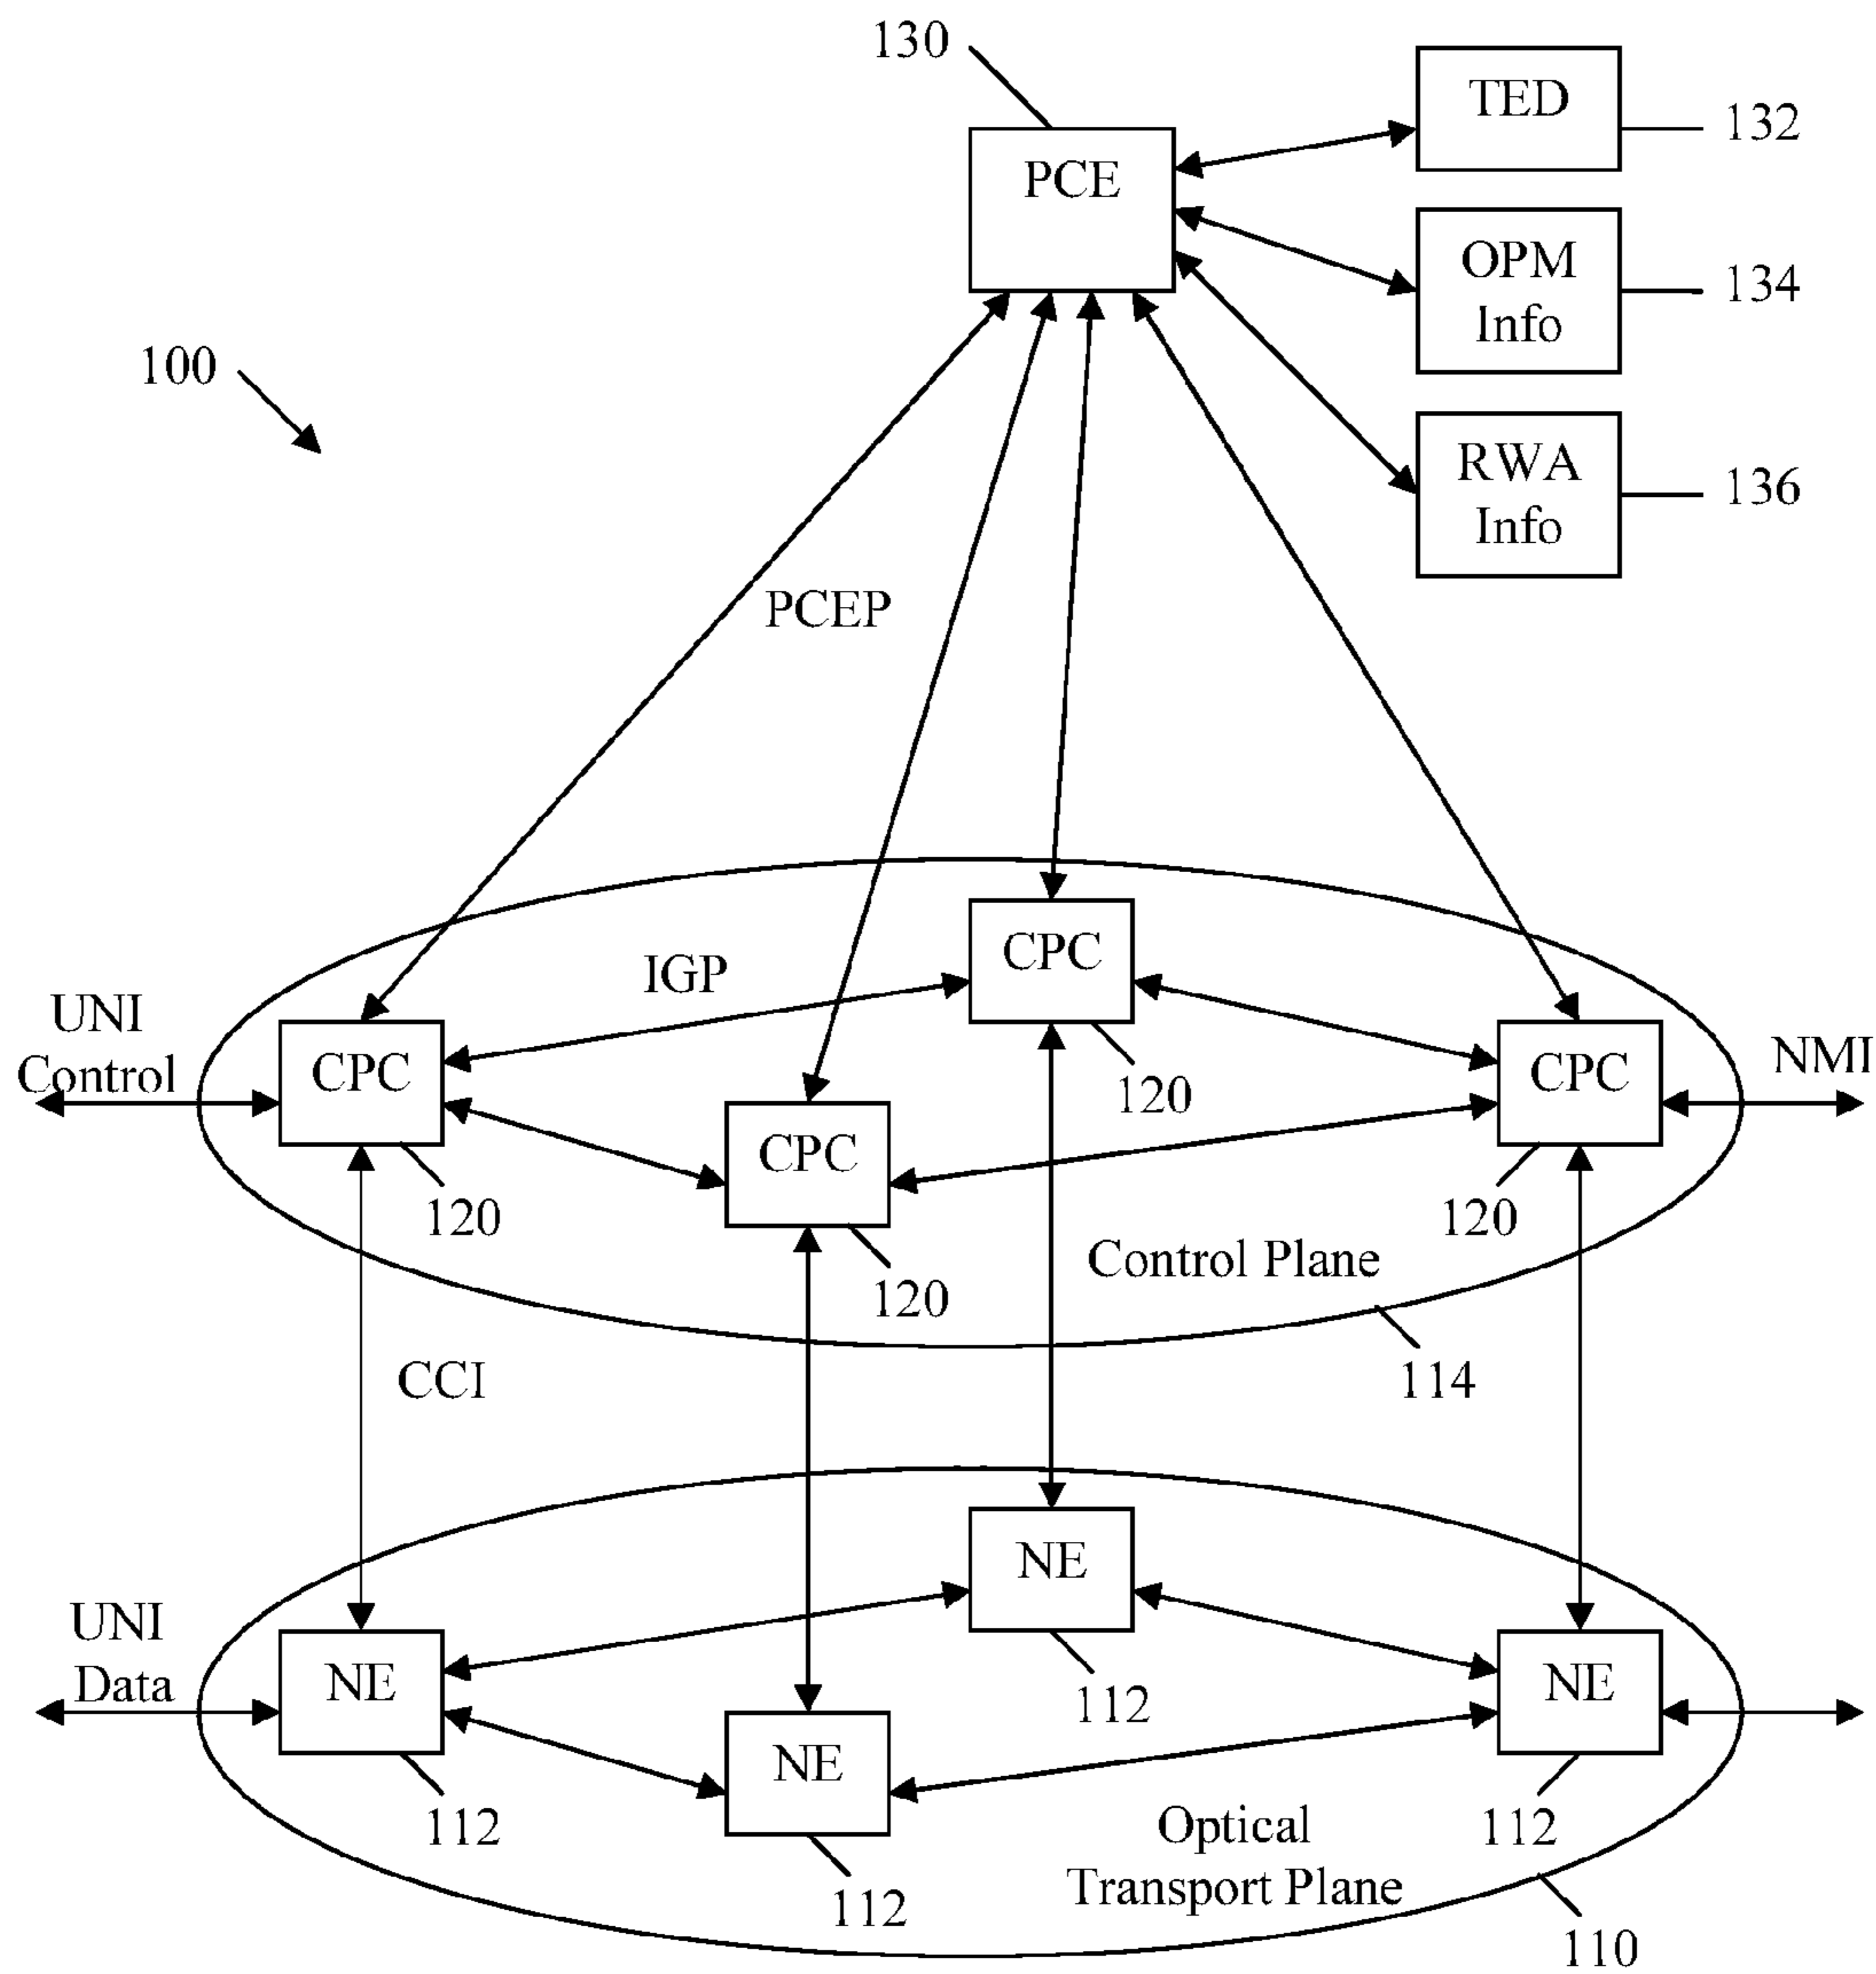 130
TED
132
PCE
OPM
Info
134
100
RWA
Info
136
PCEP
CPC
IGP
UNI
Control
CPC
120
CPC
NMI
CPC
120
120
120
Control Plane
114
CCI
NE
UNI
Data
NE
112
NE
NE
112
112
Optical
Transport Plane
112
110